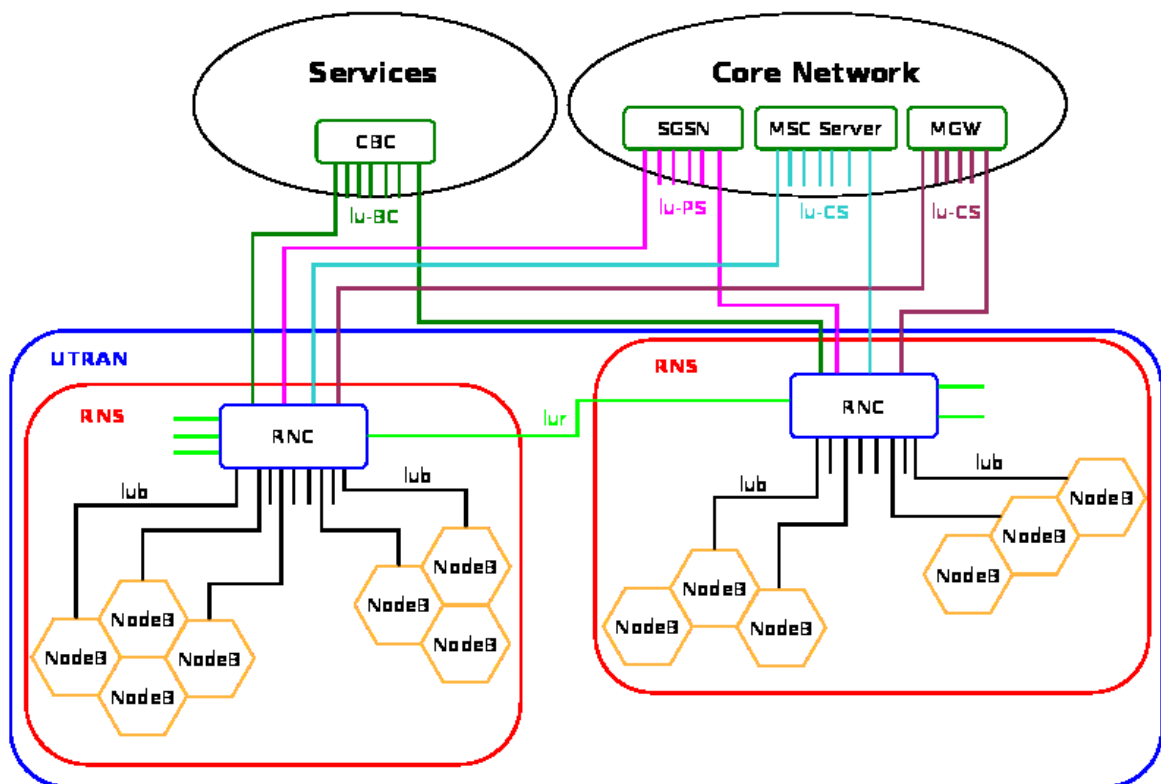 Services
Core Network
CBC
SGSN
MSC Server
MGW
Iu-BC
Iu-PS
Iu-CS
Iu-CS
UTRAN
RNS
RNS
RNC
RNC
Iur
Iub
Iub
Iub
Iub
NodeB
NodeB
NodeB
NodeB
NodeB
NodeB
NodeB
NodeB
NodeB
NodeB
NodeB
NodeB
NodeB